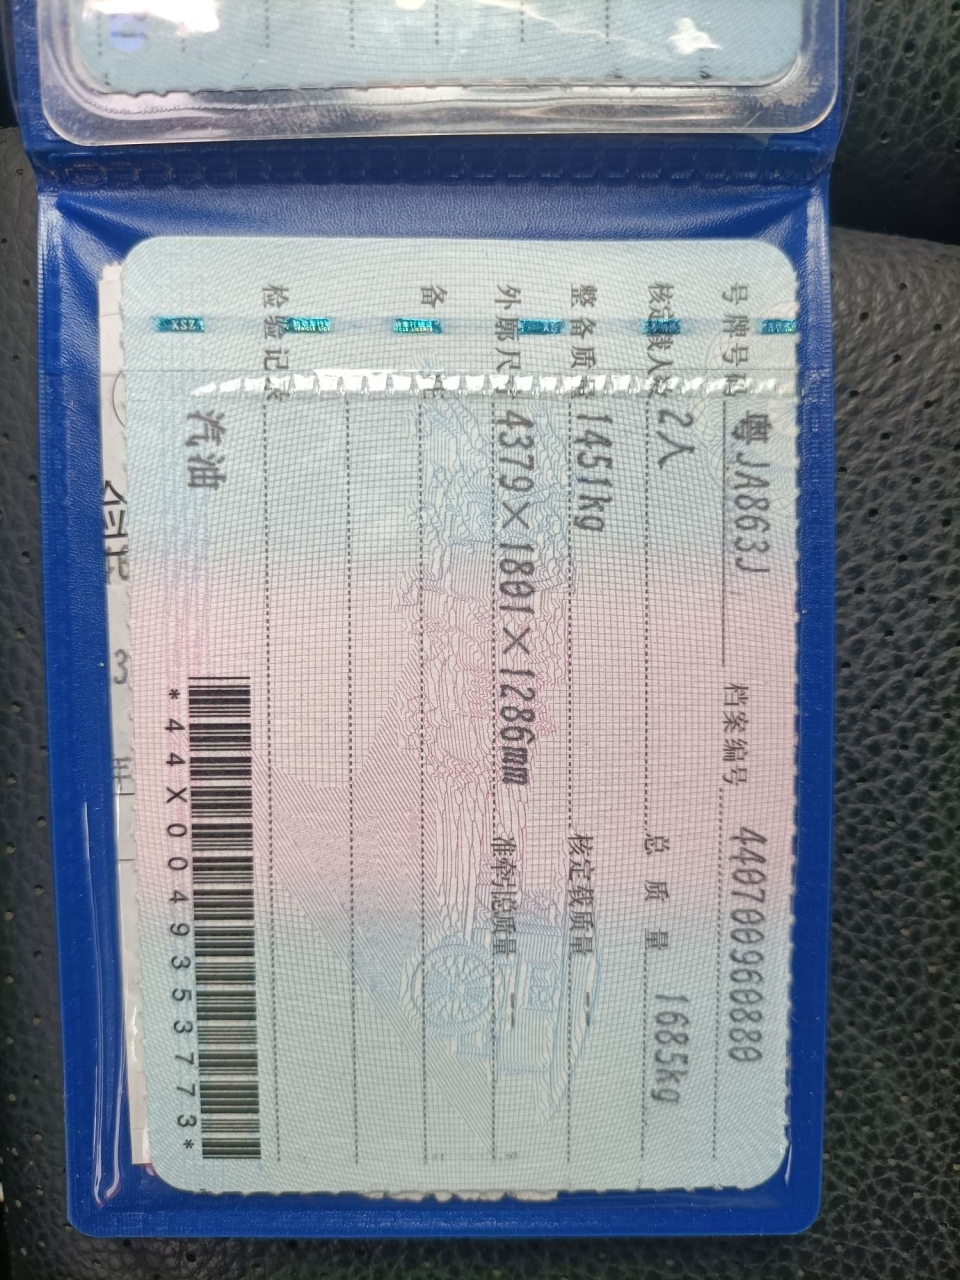 号牌号码 粤JA863J 档案编号 440700960880
核定载人数 2人 总质量 1685kg
整备质量 1451kg 核定载质量 --
外廓尺寸 4379×1801×1286mm 准牵引总质量 --
备注
检验记录
汽油
*44X0049353773*
3